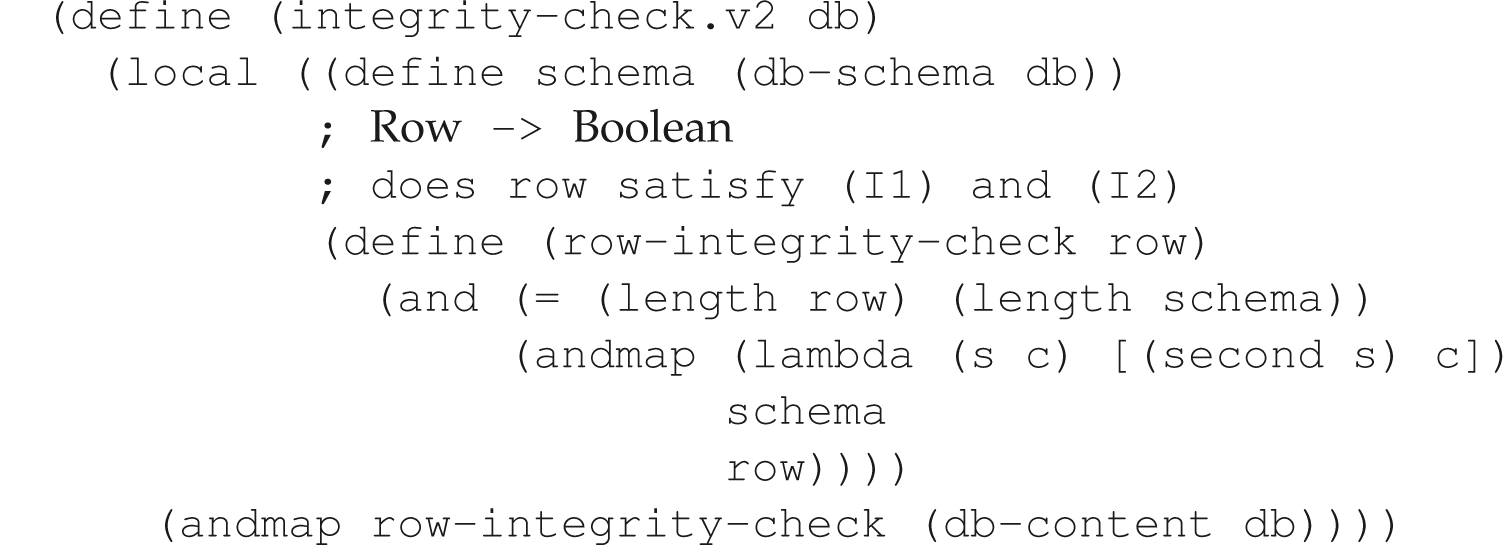 (define (integrity-check.v2 db)
(local ((define schema (db-schema db))
; Row -> Boolean
; does row satisfy (I1) and (I2)
(define (row-integrity-check row)
(and (= (length row) (length schema))
(andmap (lambda (s c) [(second s) c])
schema
row))))
(andmap row-integrity-check (db-content db))))